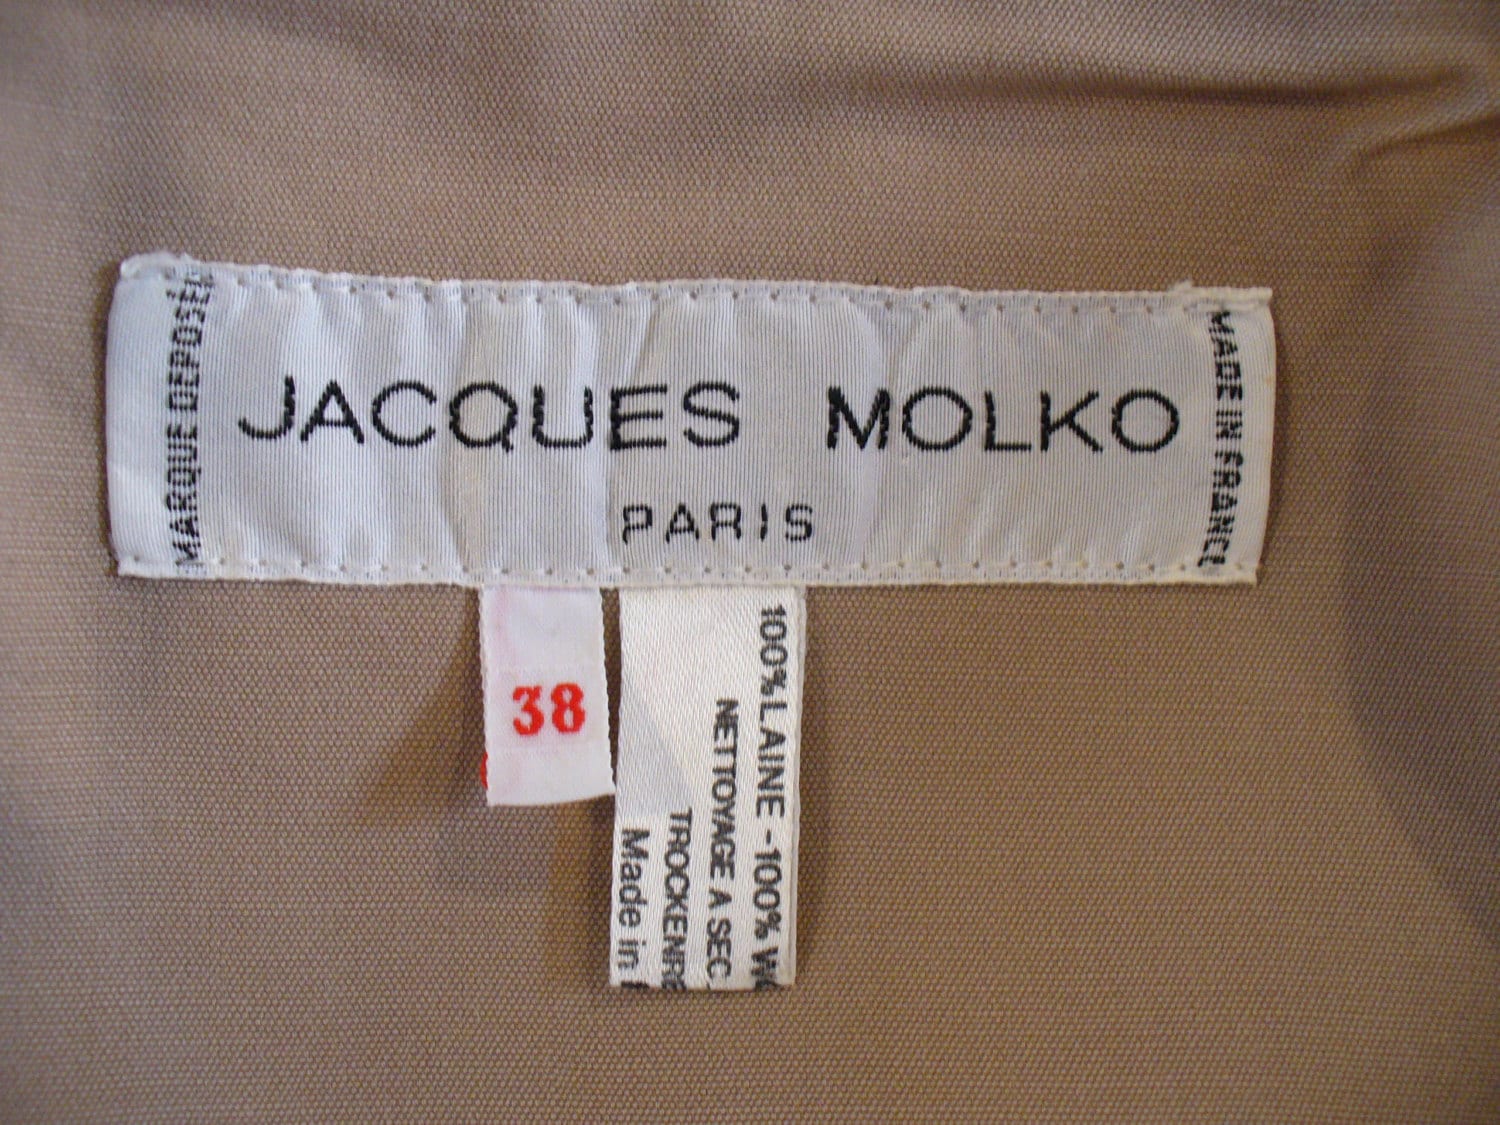 MARQUE DEPOSÉE
JACQUES MOLKO
PARIS
MADE IN FRANCE
38
100% LAINE - 100%
NETTOYAGE A SEC
Made in